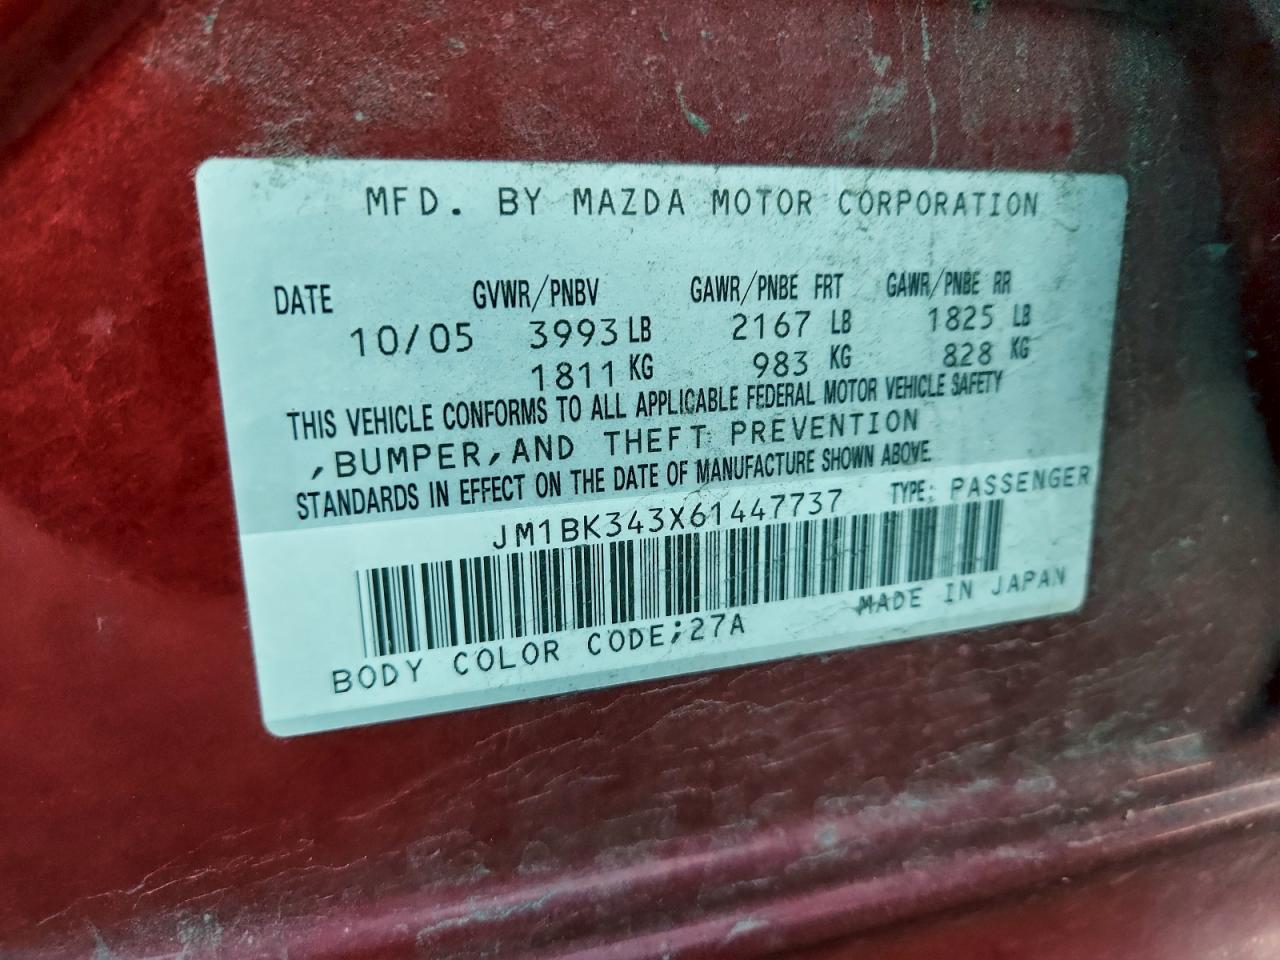 MFD. BY MAZDA MOTOR CORPORATION
DATE GVWR/PNBV GAWR/PNBE FRT GAWR/PNBE RR
10/05 3993 LB 2167 LB 1825 LB
1811 KG 983 KG 828 KG
THIS VEHICLE CONFORMS TO ALL APPLICABLE FEDERAL MOTOR VEHICLE SAFETY
,BUMPER,AND THEFT PREVENTION
STANDARDS IN EFFECT ON THE DATE OF MANUFACTURE SHOWN ABOVE.
JM1BK343X61447737 TYPE: PASSENGER
BODY COLOR CODE;27A MADE IN JAPAN